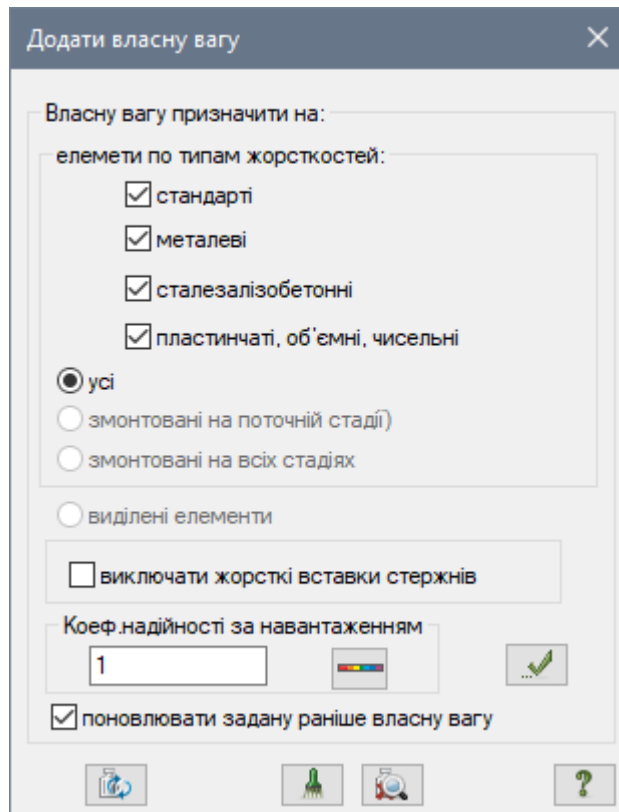 Додати власну вагу
Власну вагу призначити на:
елемети по типам жорсткостей:
стандарті
металеві
сталезалізобетонні
пластинчаті, об'ємні, чисельні
усі
змонтовані на поточній стадії)
змонтовані на всіх стадіях
виділені елементи
виключати жорсткі вставки стержнів
Коеф.надійності за навантаженням
1
поновлювати задану раніше власну вагу
?